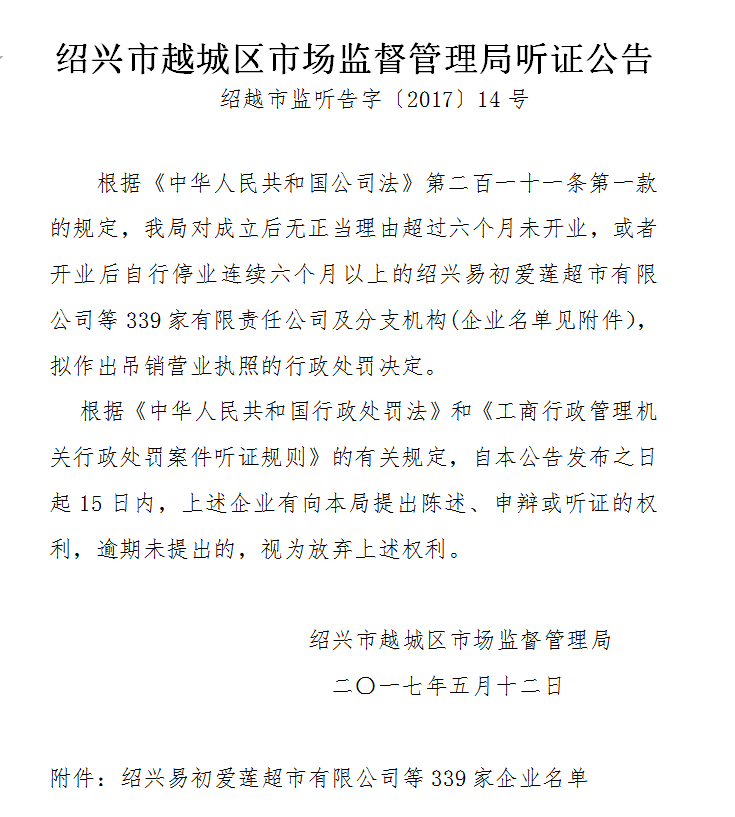 绍兴市越城区市场监督管理局听证公告
绍越市监听告字〔2017〕14 号
根据《中华人民共和国公司法》第二百一十一条第一款
的规定，我局对成立后无正当理由超过六个月未开业，或者
开业后自行停业连续六个月以上的绍兴易初爱莲超市有限
公司等 339 家有限责任公司及分支机构(企业名单见附件)，
拟作出吊销营业执照的行政处罚决定。
根据《中华人民共和国行政处罚法》和《工商行政管理机
关行政处罚案件听证规则》的有关规定，自本公告发布之日
起 15 日内，上述企业有向本局提出陈述、申辩或听证的权
利，逾期未提出的，视为放弃上述权利。
绍兴市越城区市场监督管理局
二〇一七年五月十二日
附件：绍兴易初爱莲超市有限公司等 339 家企业名单